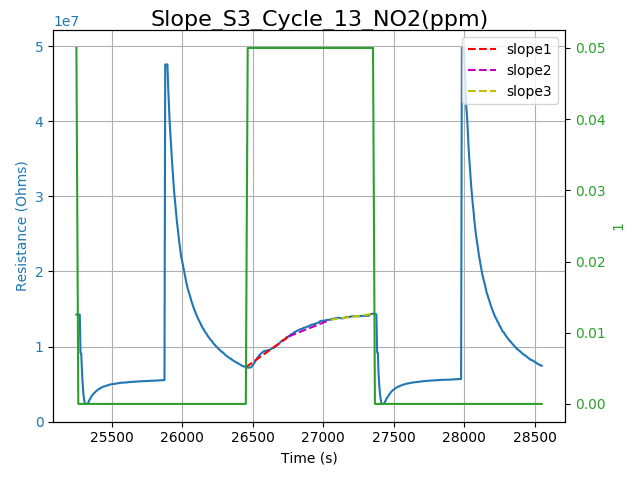 Slope_S3_Cycle_13_NO2(ppm)
1e7
slope1
slope2
slope3
5
4
3
2
1
0
Resistance (Ohms)
0.05
0.04
0.03
0.02
0.01
0.00
1
25500 26000 26500 27000 27500 28000 28500
Time (s)